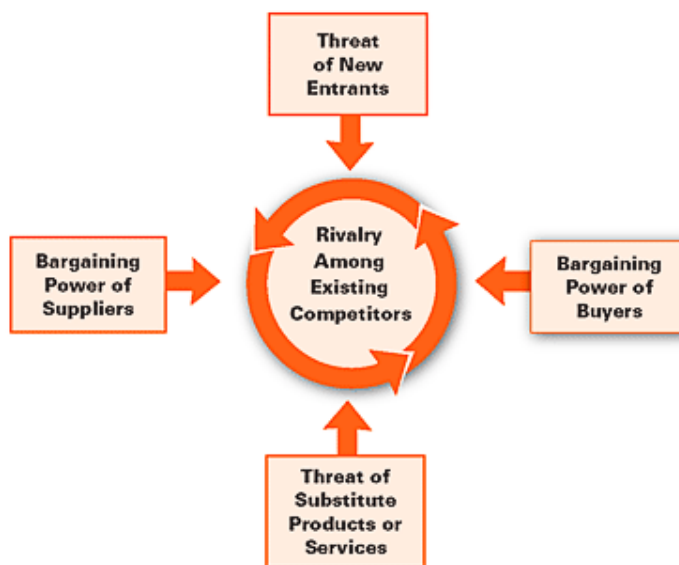 Threat
of New
Entrants
Bargaining
Power of
Suppliers
Rivalry
Among
Existing
Competitors
Bargaining
Power of
Buyers
Threat of
Substitute
Products or
Services